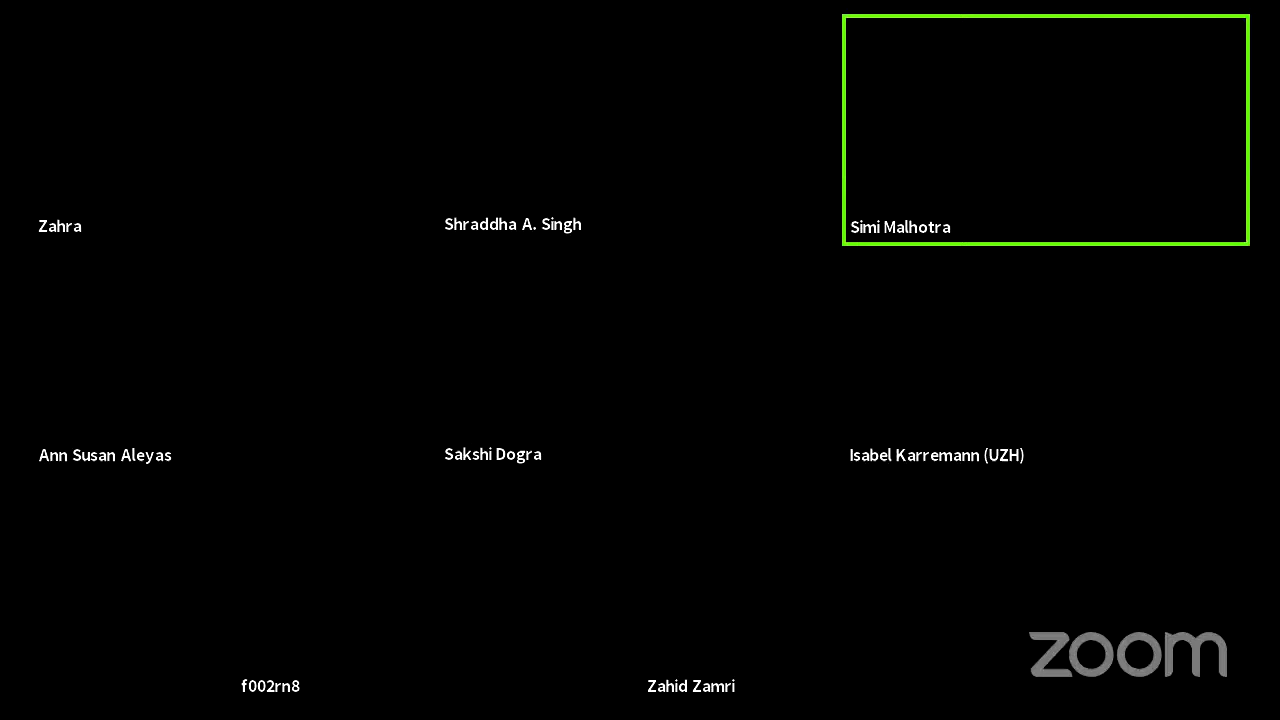 Zahra
Shraddha A. Singh
Simi Malhotra
Ann Susan Aleyas
Sakshi Dogra
Isabel Karremann (UZH)
zoom
f002rn8
Zahid Zamri